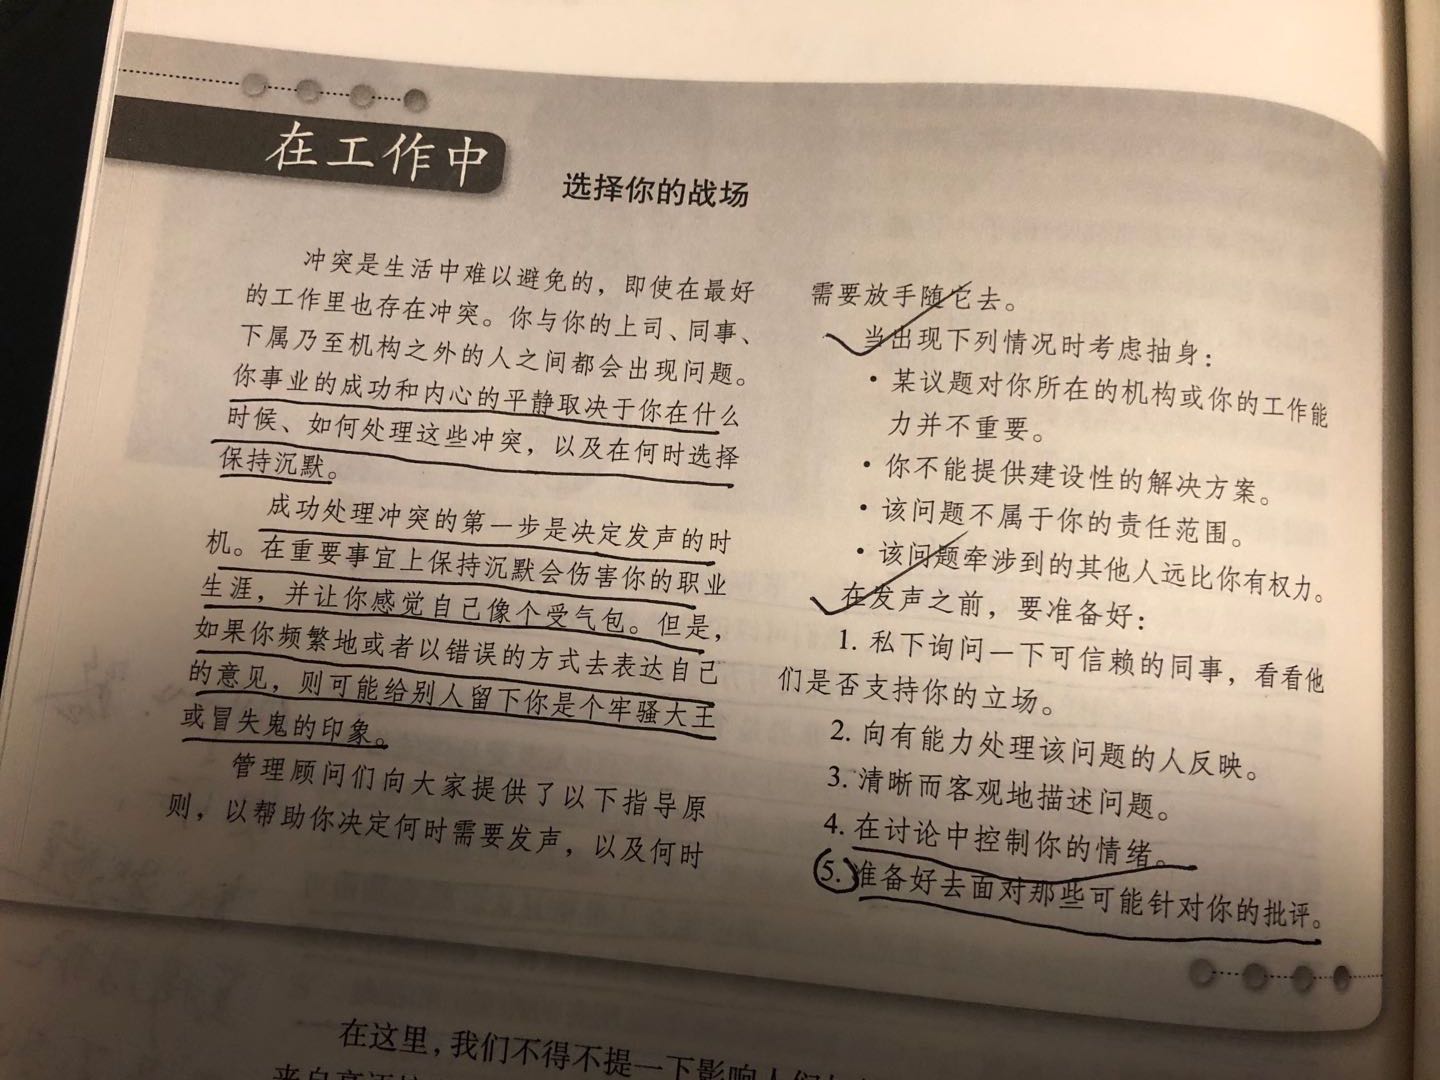 在工作中
选择你的战场
冲突是生活中难以避免的，即使在最好
的工作里也存在冲突。你与你的上司、同事、
下属乃至机构之外的人之间都会出现问题。
你事业的成功和内心的平静取决于你在什么
时候、如何处理这些冲突，以及在何时选择
保持沉默。
成功处理冲突的第一步是决定发声的时
机。在重要事宜上保持沉默会伤害你的职业
生涯，并让你感觉自己像个受气包。但是，
如果你频繁地或者以错误的方式去表达自己
的意见，则可能给别人留下你是个牢骚大王
或冒失鬼的印象。
管理顾问们向大家提供了以下指导原
则，以帮助你决定何时需要发声，以及何时
需要放手随它去。
当出现下列情况时考虑抽身：
·某议题对你所在的机构或你的工作能
力并不重要。
·你不能提供建设性的解决方案。
·该问题不属于你的责任范围。
·该问题牵涉到的其他人远比你有权力。
在发声之前，要准备好：
1. 私下询问一下可信赖的同事，看看他
们是否支持你的立场。
2. 向有能力处理该问题的人反映。
3. 清晰而客观地描述问题。
4. 在讨论中控制你的情绪。
5. 准备好去面对那些可能针对你的批评。
在这里，我们不得不提一下影响人们
来自高